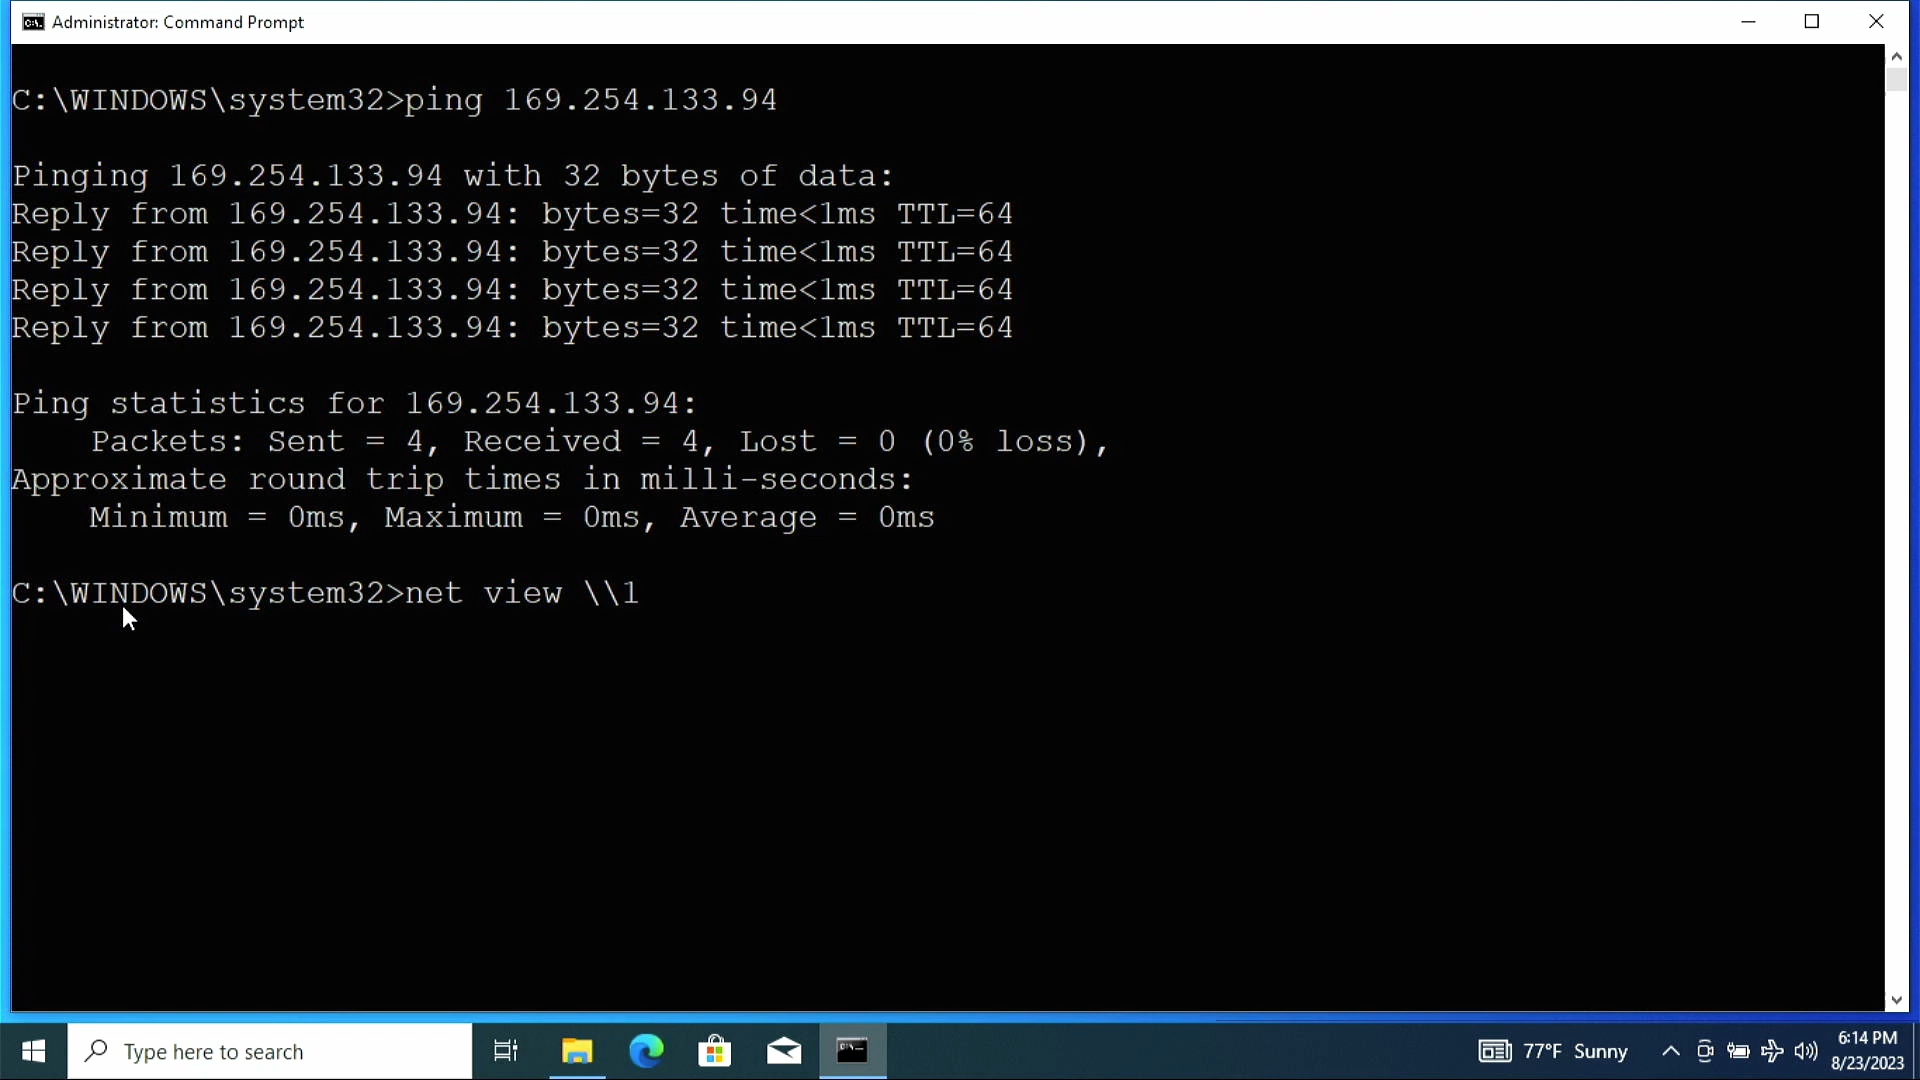 Administrator: Command Prompt
C:\WINDOWS\system32>ping 169.254.133.94
Pinging 169.254.133.94 with 32 bytes of data:
Reply from 169.254.133.94: bytes=32 time<1ms TTL=64
Reply from 169.254.133.94: bytes=32 time<1ms TTL=64
Reply from 169.254.133.94: bytes=32 time<1ms TTL=64
Reply from 169.254.133.94: bytes=32 time<1ms TTL=64
Ping statistics for 169.254.133.94:
    Packets: Sent = 4, Received = 4, Lost = 0 (0% loss),
Approximate round trip times in milli-seconds:
    Minimum = 0ms, Maximum = 0ms, Average = 0ms
C:\WINDOWS\system32>net view \\1
Type here to search
77°F Sunny
6:14 PM
8/23/2023